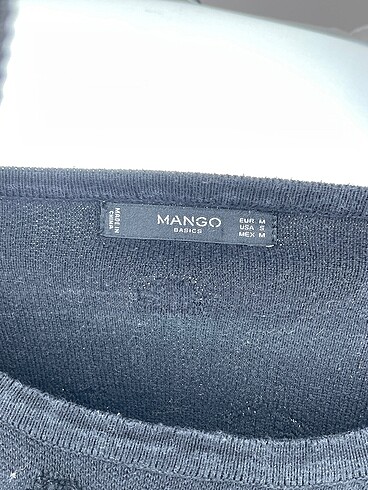 MADE IN
CHINA
MANGO
BASICS
EUR M
USA S
MEX M